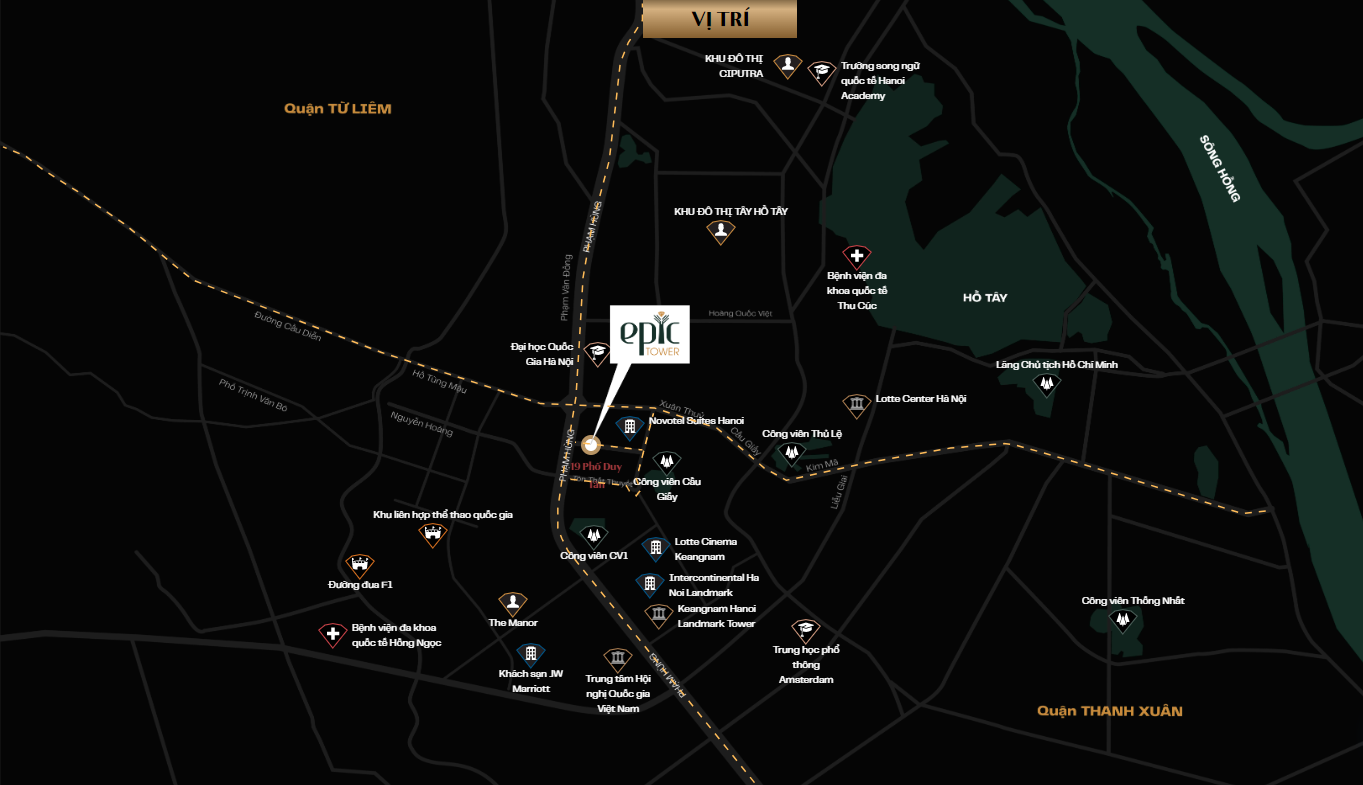 VỊ TRÍ
KHU ĐÔ THỊ
CIPUTRA
Trường song ngữ
quốc tế Hanoi
Academy
Quận TỪ LIÊM
SÔNG HỒNG
PHẠM HÙNG
KHU ĐÔ THỊ TÂY HỒ TÂY
Phạm Văn Đồng
Bệnh viện đa
khoa quốc tế
Thu Cúc
HỒ TÂY
Hoàng Quốc Việt
Đường Cầu Diễn
epic
TOWER
Đại học Quốc
Gia Hà Nội
Lăng Chủ tịch Hồ Chí Minh
Hồ Tùng Mậu
Phố Trịnh Văn Bô
Lotte Center Hà Nội
Xuân Thuỷ
Nguyễn Hoàng
Novotel Suites Hanoi
Cầu Giấy
Công viên Thủ Lệ
PHẠM HÙNG
19 Phố Duy
Tân
Tôn Thất Thuyết
Kim Mã
Công viên Cầu
Giấy
Liễu Giai
Khu liên hợp thể thao quốc gia
Công viên CV1
Lotte Cinema
Keangnam
Đường đua F1
Intercontinental Ha
Noi Landmark
The Manor
Keangnam Hanoi
Landmark Tower
Công viên Thống Nhất
Bệnh viện đa khoa
quốc tế Hồng Ngọc
Trung học phổ
thông
Amsterdam
Khách sạn JW
Marriott
Trung tâm Hội
nghị Quốc gia
Việt Nam
PHẠM HÙNG
Quận THANH XUÂN